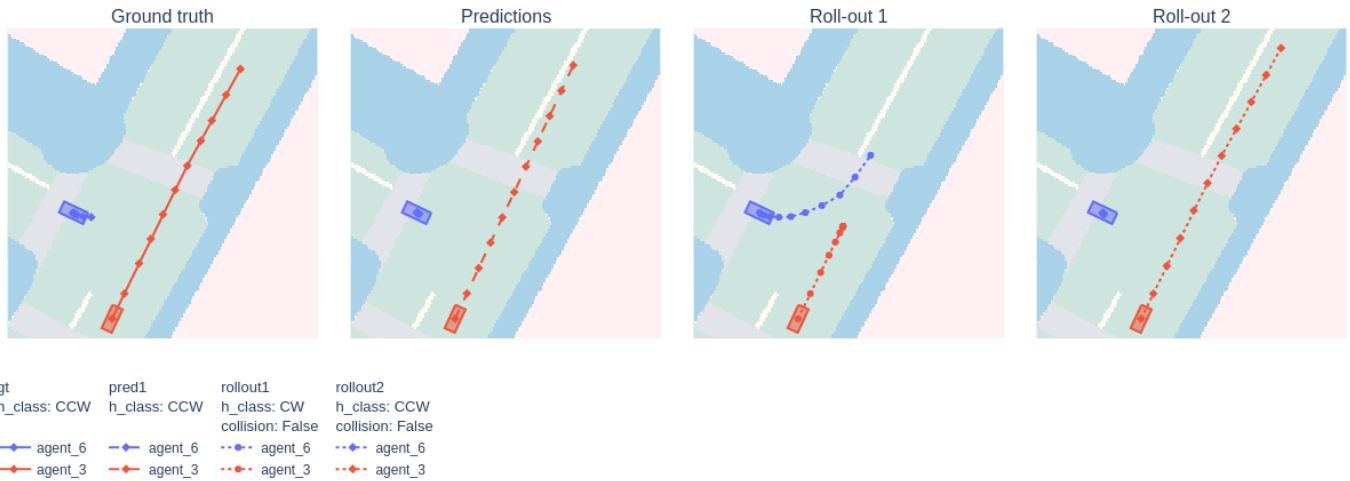 Ground truth
Predictions
Roll-out 1
Roll-out 2
gt
h_class: CCW
agent_6
agent_3
pred1
h_class: CCW
agent_6
agent_3
rollout1
h_class: CW
collision: False
agent_6
agent_3
rollout2
h_class: CCW
collision: False
agent_6
agent_3